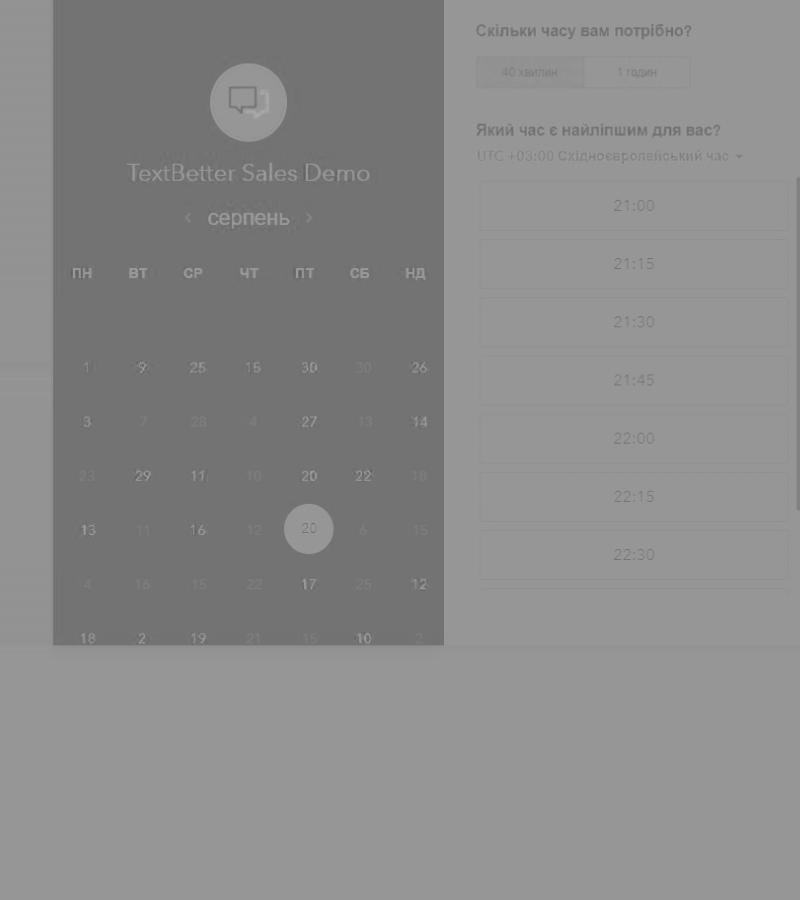 TextBetter Sales Demo
серпень
ПН ВТ СР ЧТ ПТ СБ НД
1 9 25 15 30 30 26
3 7 28 4 27 13 14
23 29 11 10 20 22 18
13 11 16 12 20 6 15
4 16 15 22 17 25 12
18 2 19 21 15 10 2
Скільки часу вам потрібно?
40 хвилин 1 годин
Який час є найліпшим для вас?
UTC +03:00 Східноєвропейський час
21:00
21:15
21:30
21:45
22:00
22:15
22:30